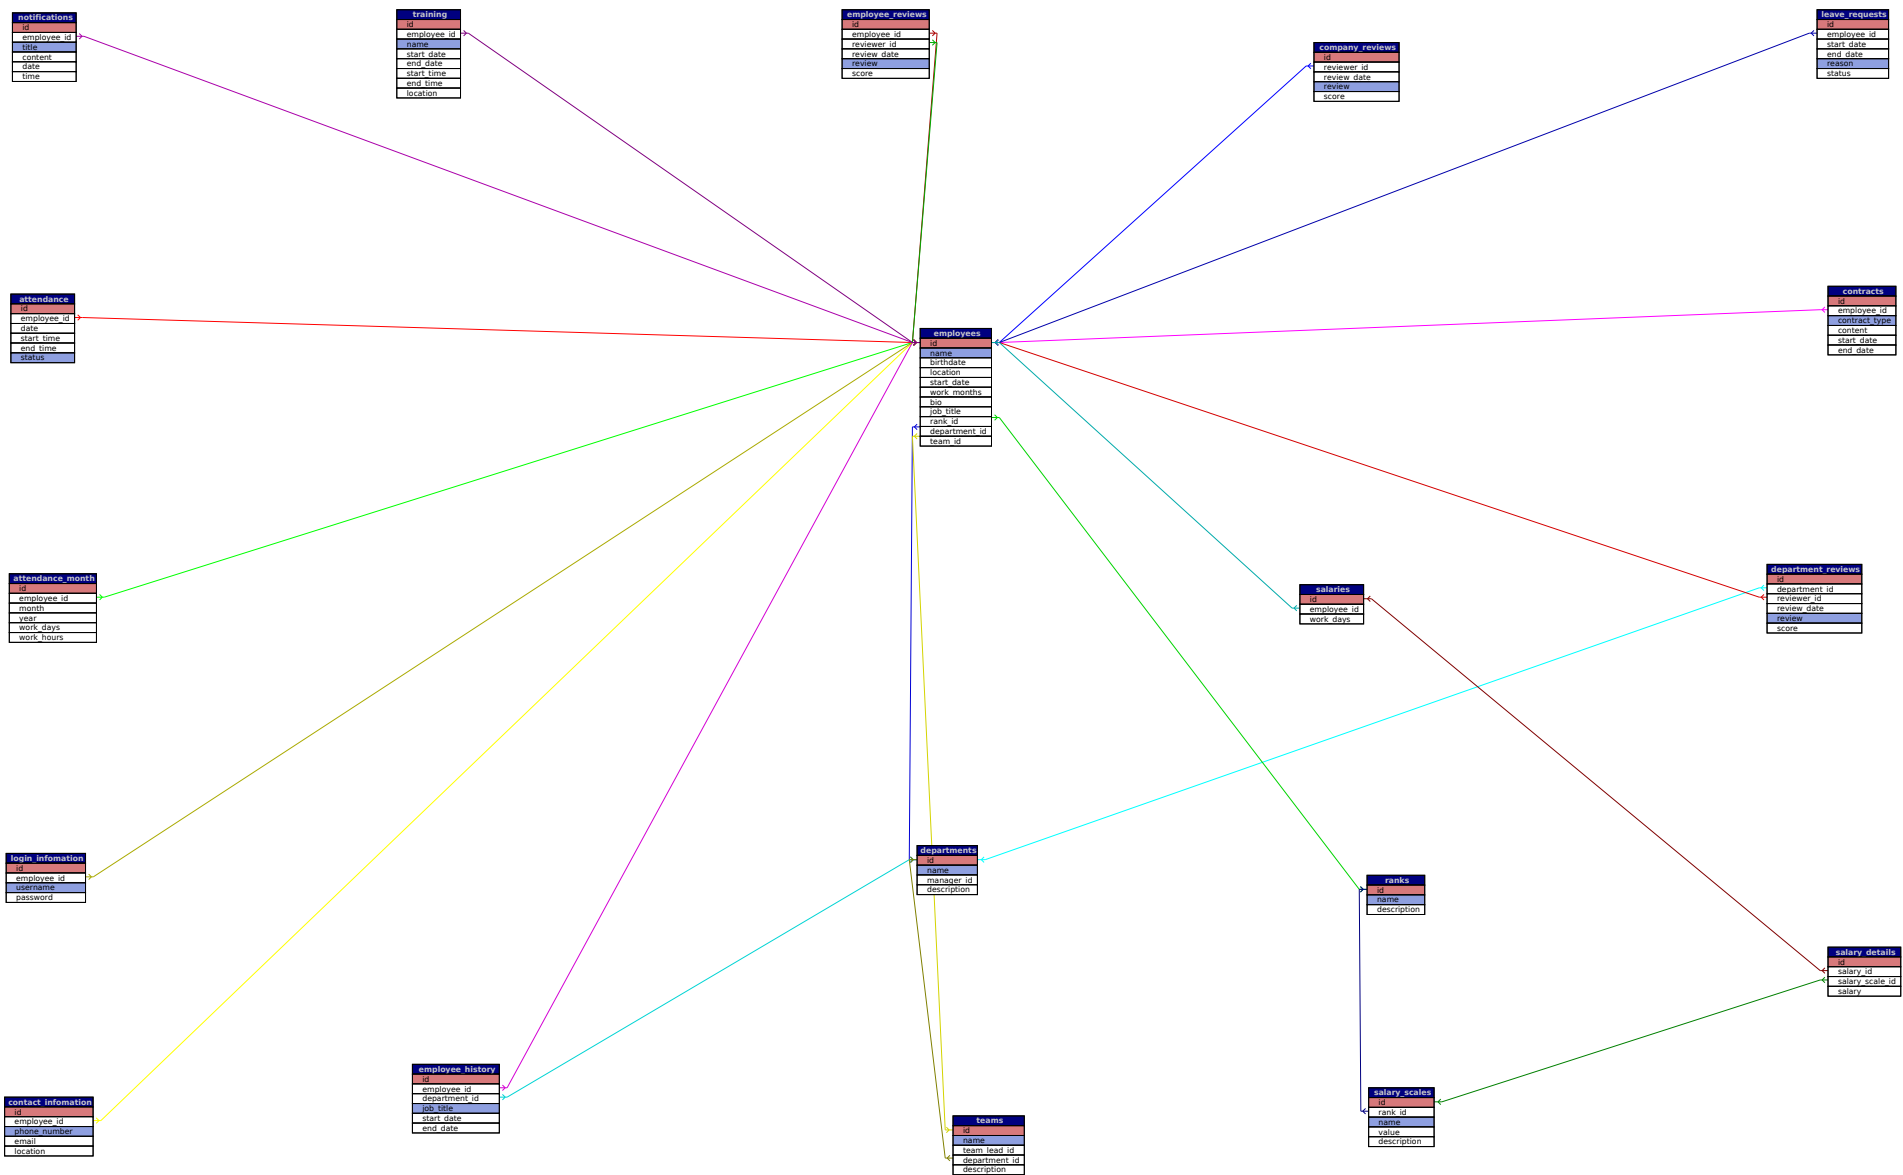 notifications
id
employee_id
title
content
date
time
training
id
employee_id
name
start_date
end_date
start_time
end_time
location
employee_reviews
id
employee_id
reviewer_id
review_date
review
score
company_reviews
id
reviewer_id
review_date
review
score
leave_requests
id
employee_id
start_date
end_date
reason
status
attendance
id
employee_id
date
start_time
end_time
status
employees
id
name
birthdate
location
start_date
work_months
bio
job_title
rank_id
department_id
team_id
contracts
id
employee_id
contract_type
content
start_date
end_date
attendance_month
id
employee_id
month
year
work_days
work_hours
salaries
id
employee_id
work_days
department_reviews
id
department_id
reviewer_id
review_date
review
score
login_infomation
id
employee_id
username
password
departments
id
name
manager_id
description
ranks
id
name
description
salary_details
id
salary_id
salary_scale_id
salary
contact_infomation
id
employee_id
phone_number
email
location
employee_history
id
employee_id
department_id
job_title
start_date
end_date
teams
id
name
team_lead_id
department_id
description
salary_scales
id
rank_id
name
value
description